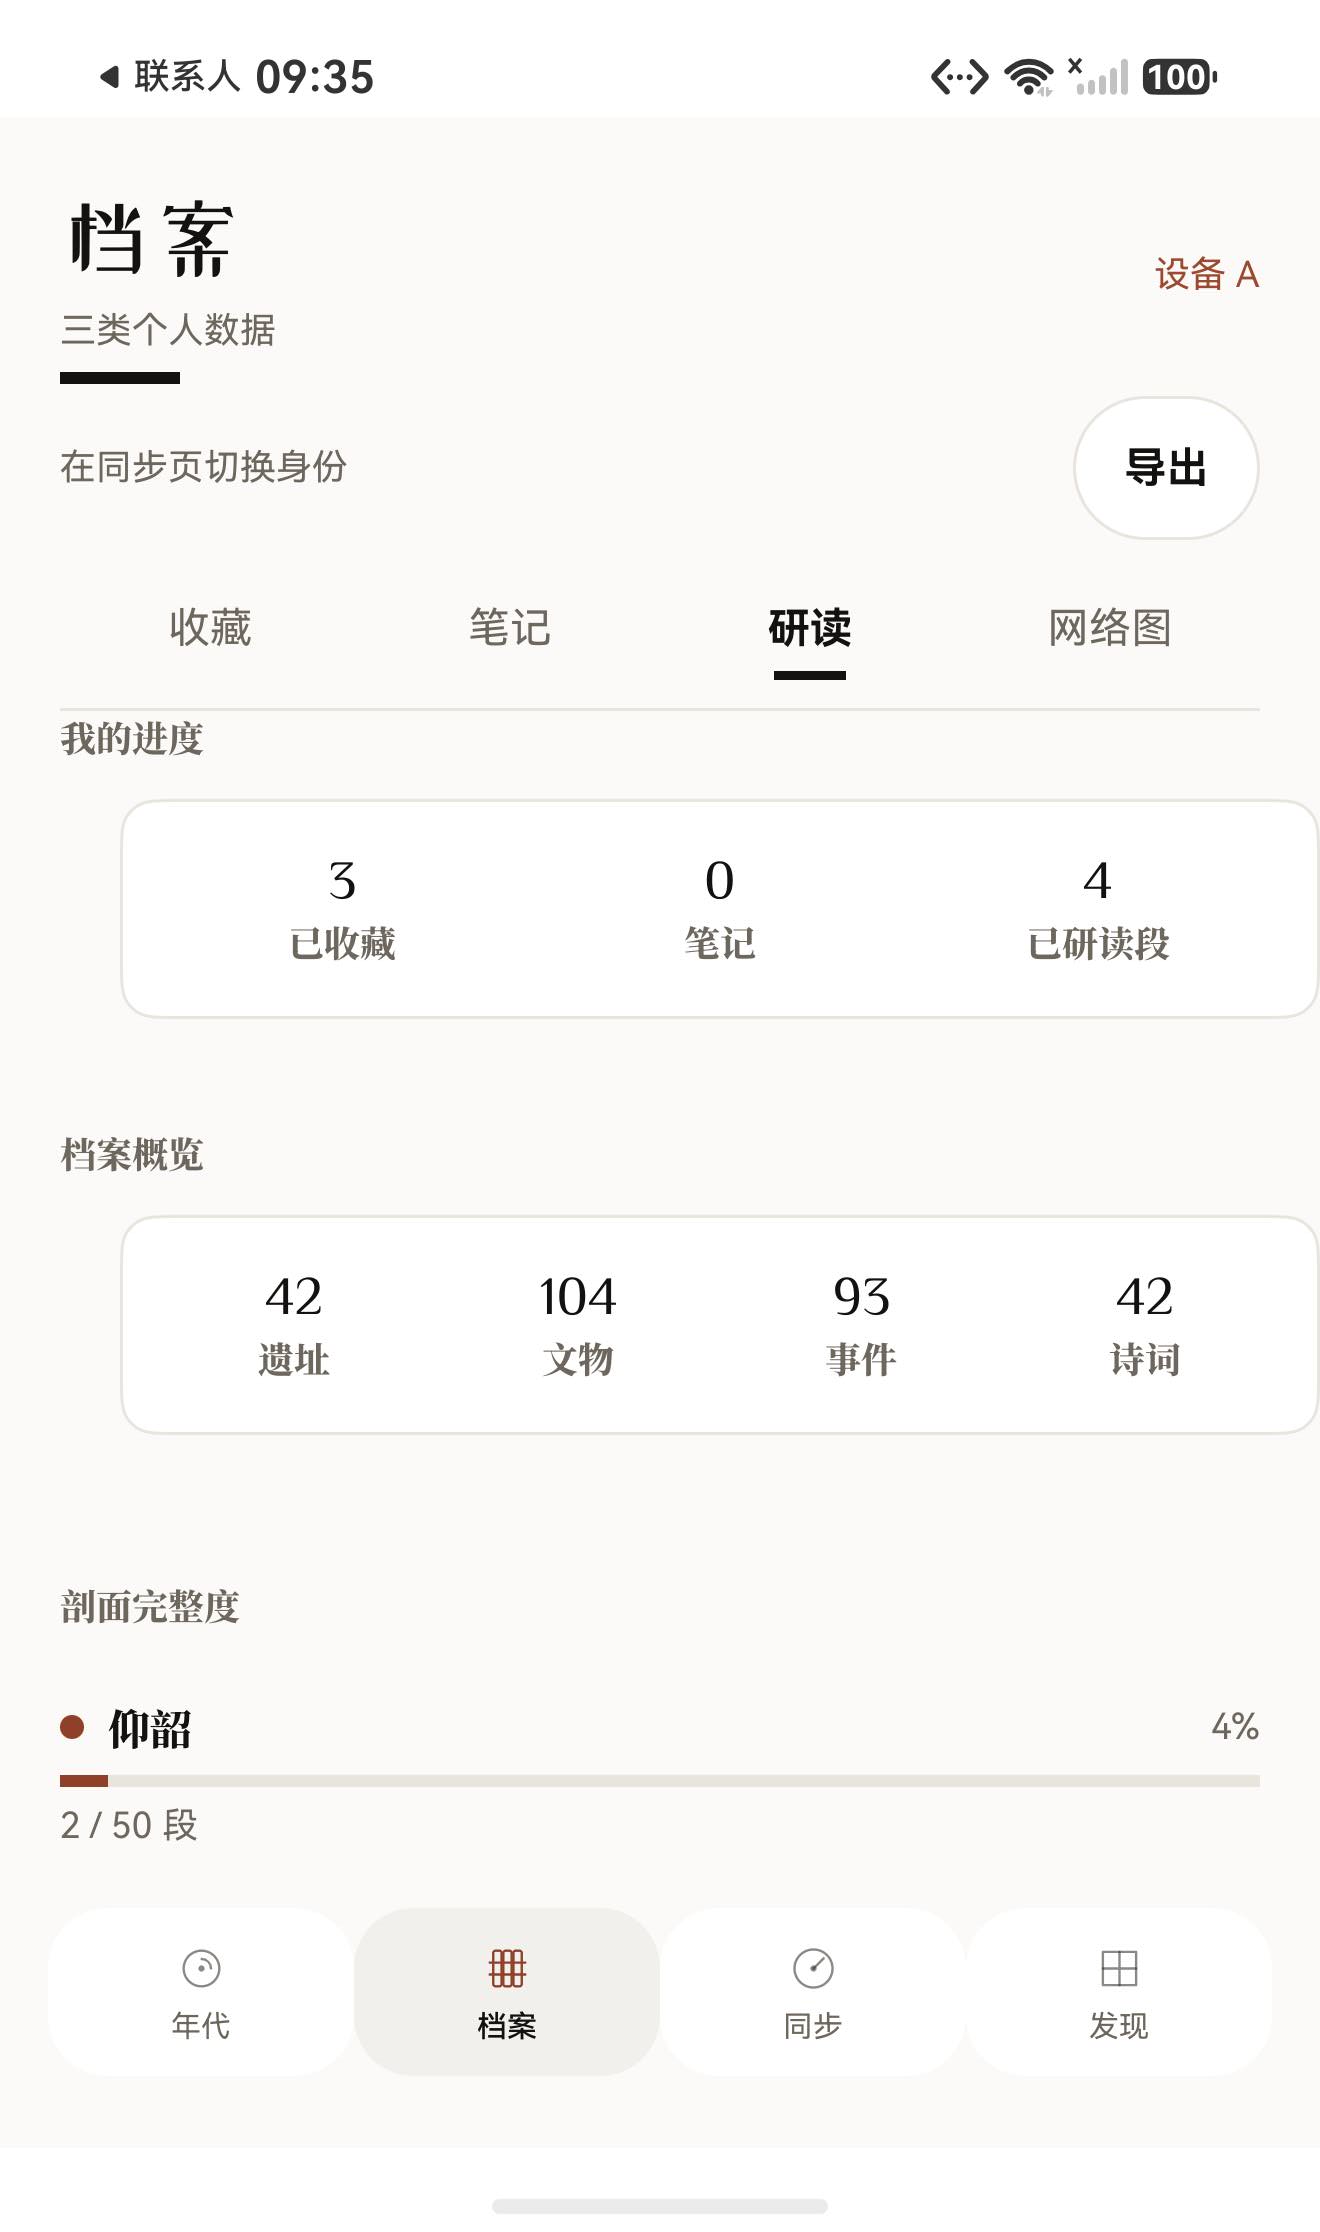 联系人 09:35 100
档案
设备 A
三类个人数据
在同步页切换身份
导出
收藏 笔记 研读 网络图
我的进度
3 0 4
已收藏 笔记 已研读段
档案概览
42 104 93 42
遗址 文物 事件 诗词
剖面完整度
仰韶 4%
2 / 50 段
年代 档案 同步 发现